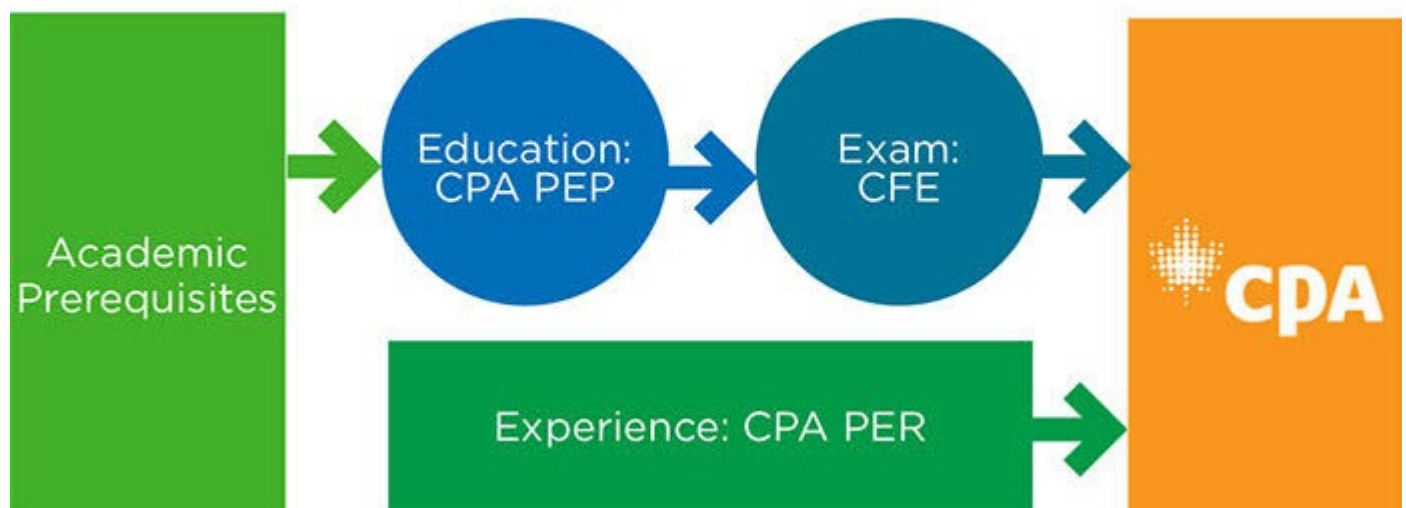 Academic
Prerequisites
Education:
CPA PEP
Exam:
CFE
Experience: CPA PER
cpA